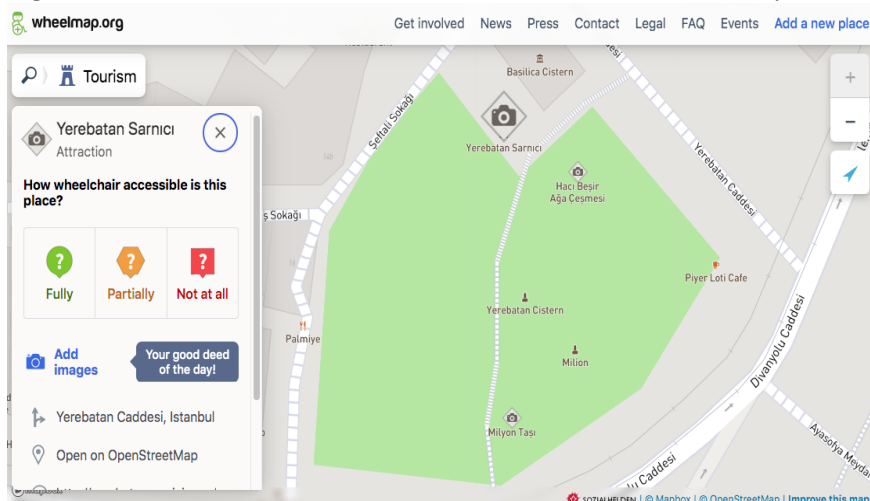 wheelmap.org
Get involved News Press Contact Legal FAQ Events Add a new place
Tourism
Yerebatan Sarnıcı
Attraction
How wheelchair accessible is this
place?
?
?
?
Fully
Partially
Not at all
Add
images
Your good deed
of the day!
Yerebatan Caddesi, Istanbul
Open on OpenStreetMap
Basilica Cistern
Yerebatan Sarnıcı
Hacı Beşir
Ağa Çeşmesi
Şeftali Sokağı
Yerebatan Caddesi
Sokağı
Piyer Loti Cafe
Yerebatan Cistern
Palmiye
Milion
Milyon Taşı
Divanyolu Caddesi
Caddesi
Ayasofya
+
−
SOZIALHELDEN | © Mapbox | © OpenStreetMap | Improve this map